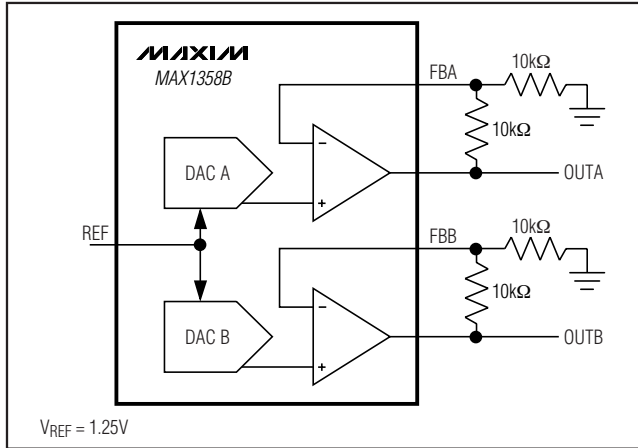 MAXIM
MAX1358B
FBA
10kΩ
10kΩ
DAC A
OUTA
REF
FBB
10kΩ
10kΩ
DAC B
OUTB
VREF = 1.25V